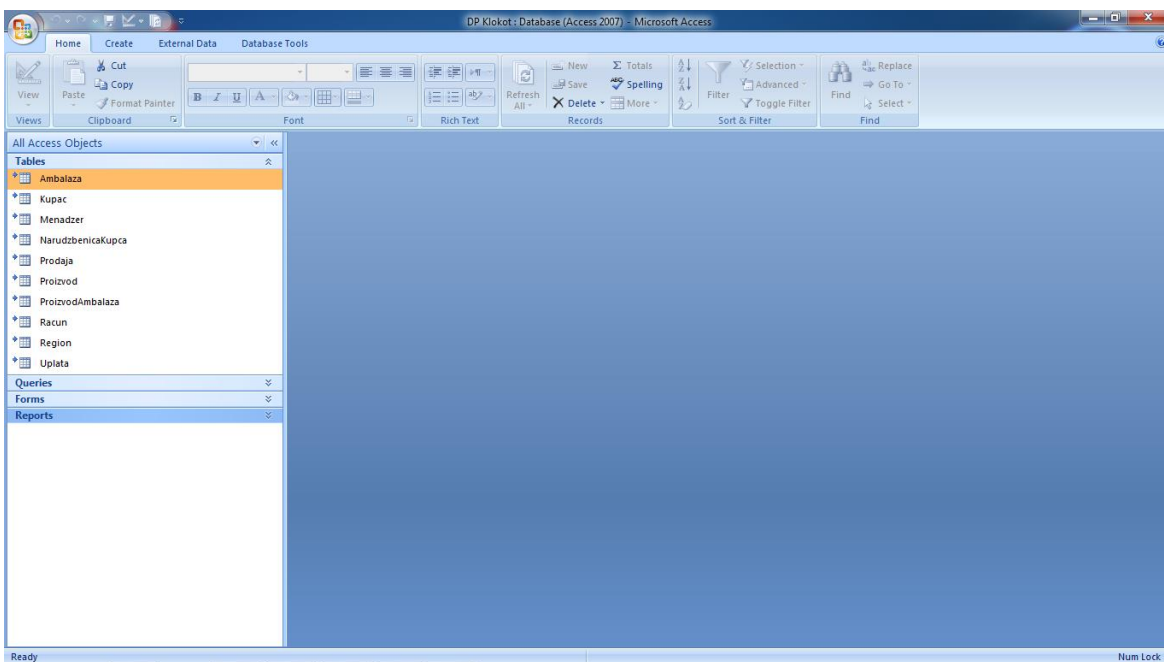 DP Klokot : Database (Access 2007) - Microsoft Access
Home Create External Data Database Tools
View Paste Cut Copy Format Painter
B I U A
ab
Refresh All New Save Delete Totals Spelling More
Filter Selection Advanced Toggle Filter
Find Replace Go To Select
Views Clipboard Font Rich Text Records Sort & Filter Find
All Access Objects
Tables
Ambalaza
Kupac
Menadzer
NarudzbenicaKupca
Prodaja
Proizvod
ProizvodAmbalaza
Racun
Region
Uplata
Queries
Forms
Reports
Ready Num Lock